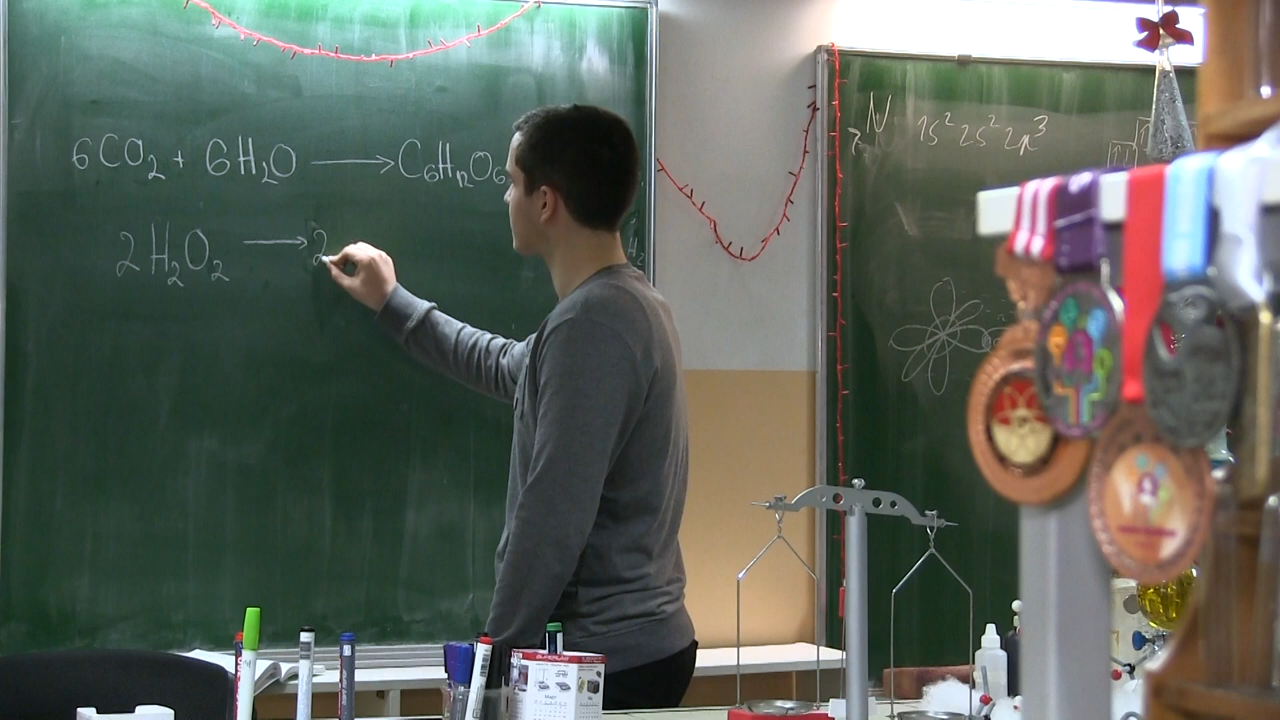 6CO₂ + 6H₂O ⟶ C₆H₁₂O₆
2H₂O₂ ⟶ 2
₇N 1s² 2s² 2p³